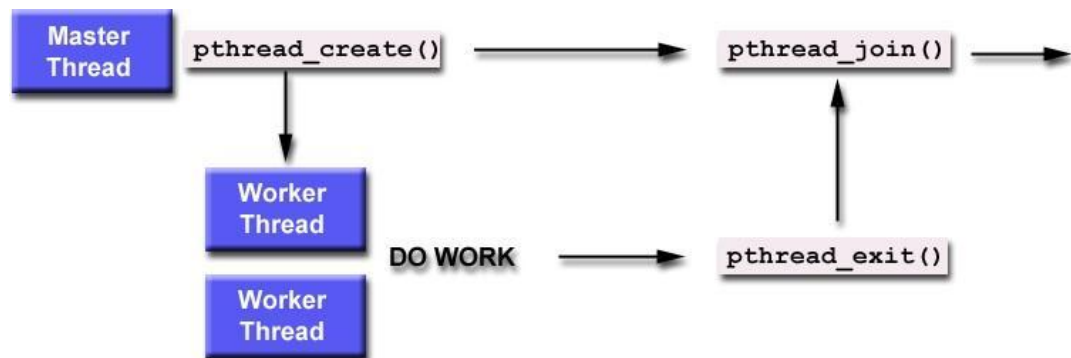 Master
Thread
pthread_create()
pthread_join()
Worker
Thread
DO WORK
pthread_exit()
Worker
Thread